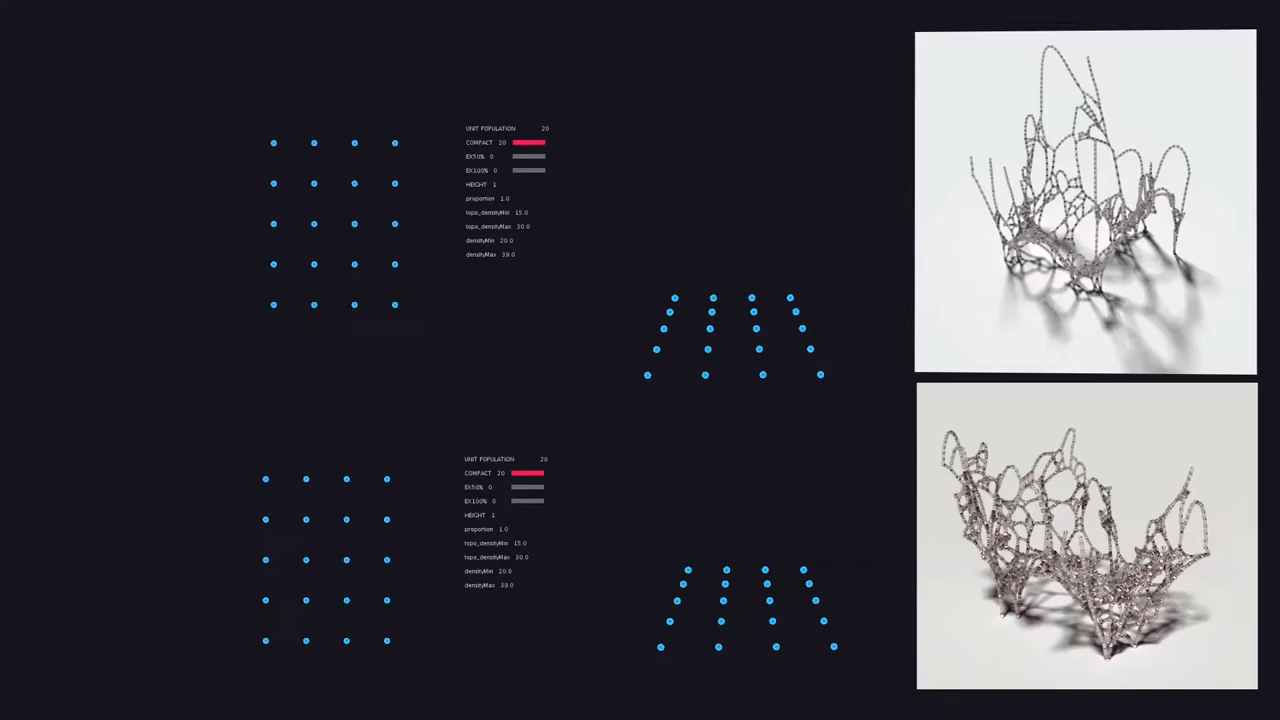 UNIT POPULATION 20
COMPACT 20
EX50% 0
EX100% 0
HEIGHT 1
proportion 1.0
topo_densityMin 15.0
topo_densityMax 30.0
densityMin 20.0
densityMax 39.0
UNIT POPULATION 20
COMPACT 20
EX50% 0
EX100% 0
HEIGHT 1
proportion 1.0
topo_densityMin 15.0
topo_densityMax 30.0
densityMin 20.0
densityMax 39.0